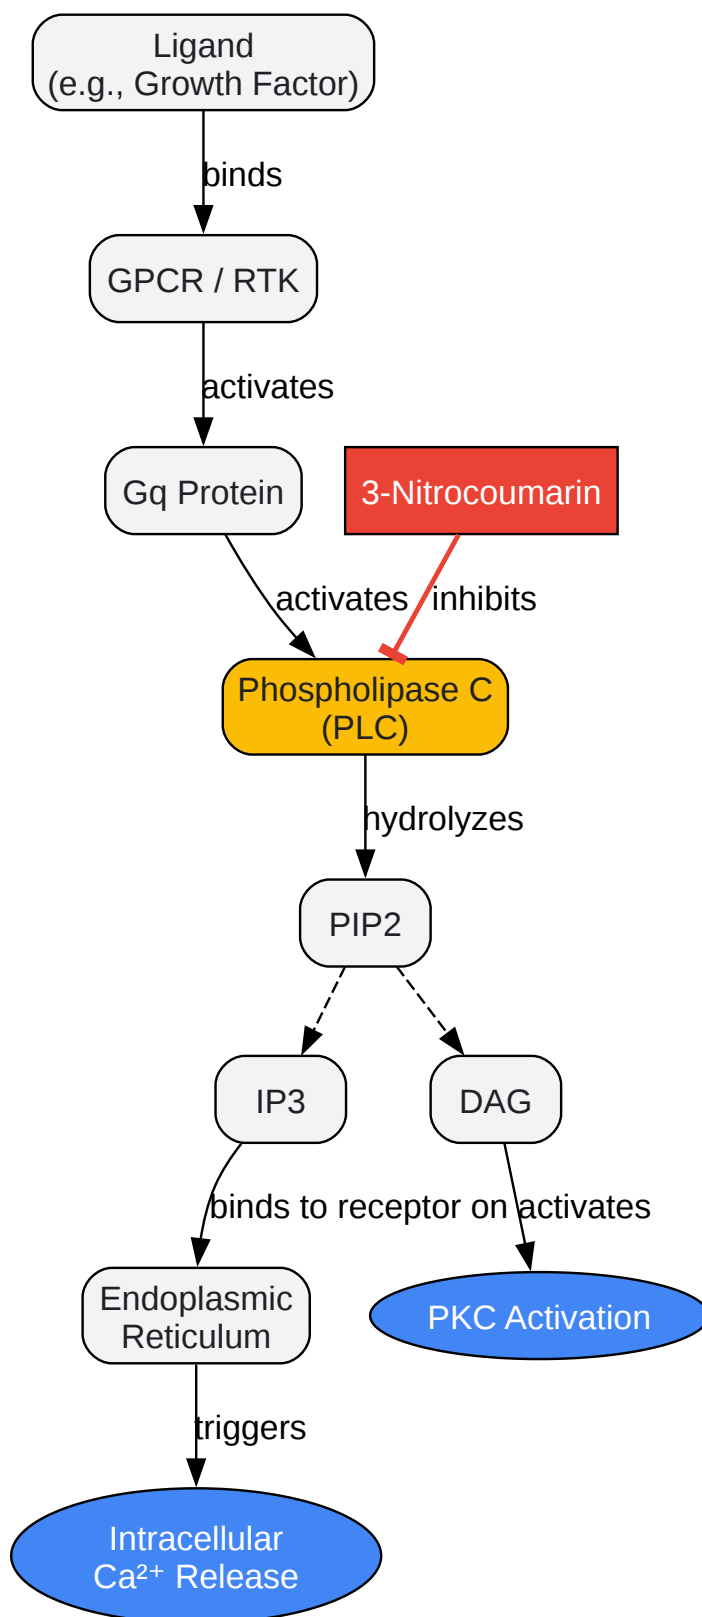 Ligand
(e.g., Growth Factor)
binds
GPCR / RTK
activates
Gq Protein
3-Nitrocoumarin
activates
inhibits
Phospholipase C
(PLC)
hydrolyzes
PIP2
IP3
DAG
binds to receptor on
activates
Endoplasmic
Reticulum
PKC Activation
triggers
Intracellular
Ca²⁺ Release